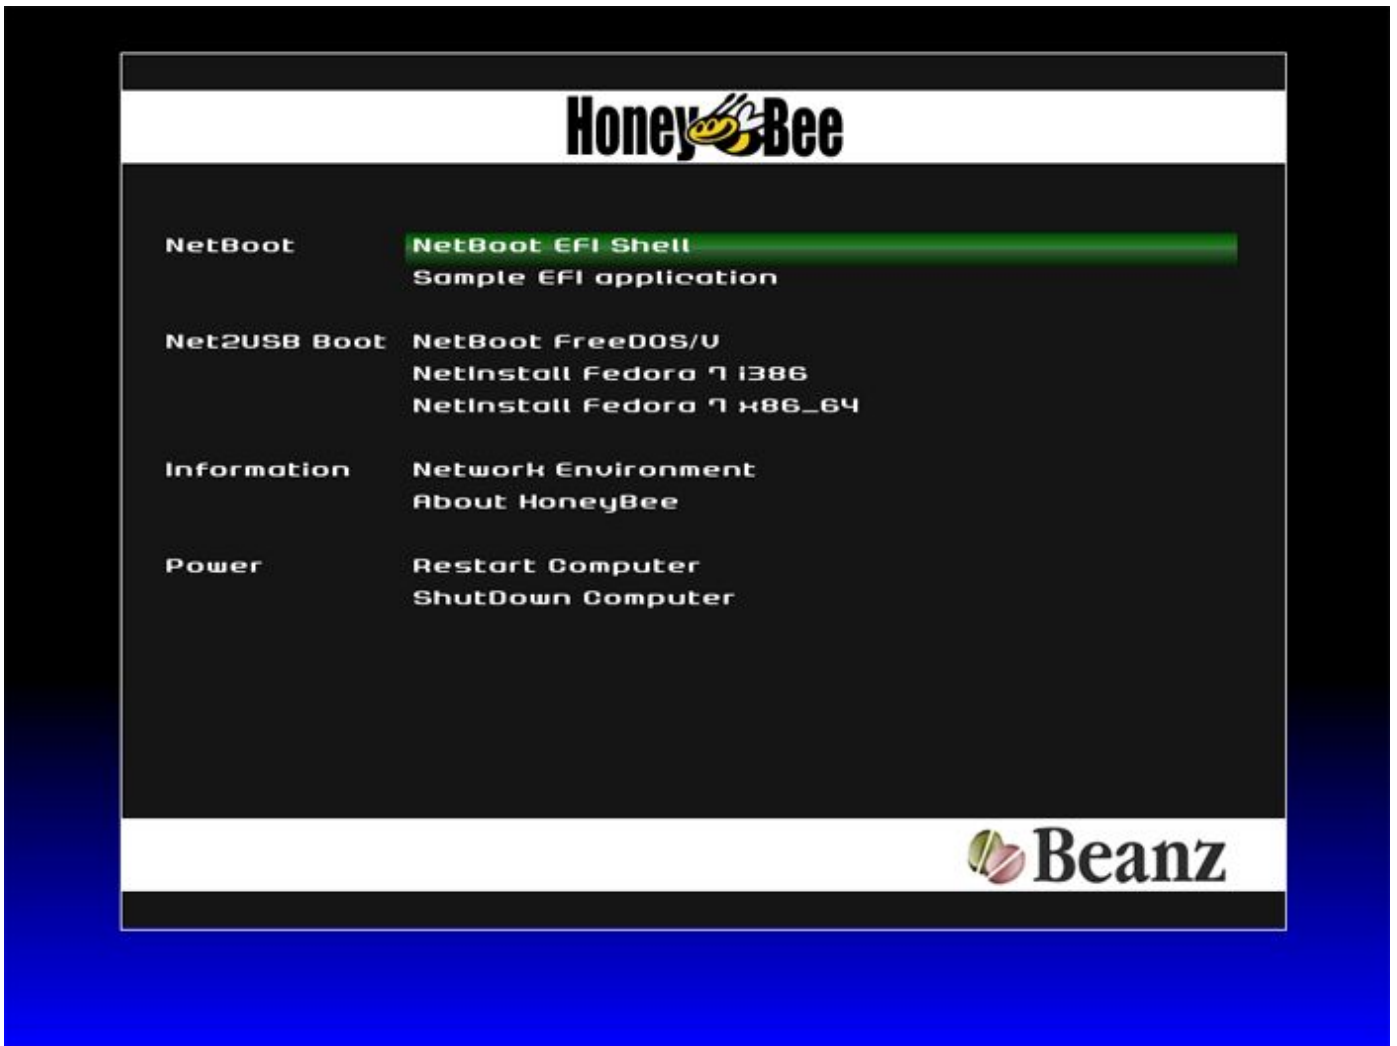 HoneyBee
NetBoot NetBoot EFI Shell
Sample EFI application
Net2USB Boot NetBoot FreeDOS/V
NetInstall Fedora 7 i386
NetInstall Fedora 7 x86_64
Information Network Environment
About HoneyBee
Power Restart Computer
ShutDown Computer
Beanz